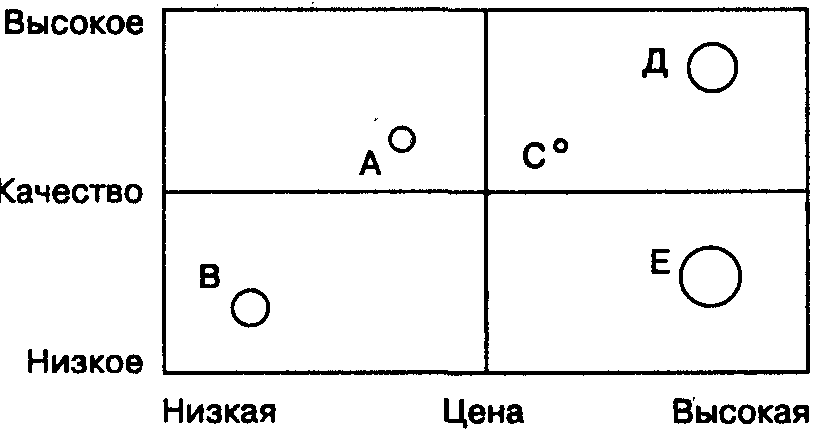 Высокое
Д
А
С
Качество
В
Е
Низкое
Низкая Цена Высокая